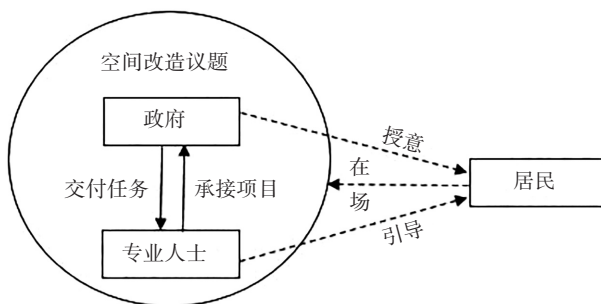 空间改造议题
政府
授意
在场
居民
交付任务
承接项目
专业人士
引导